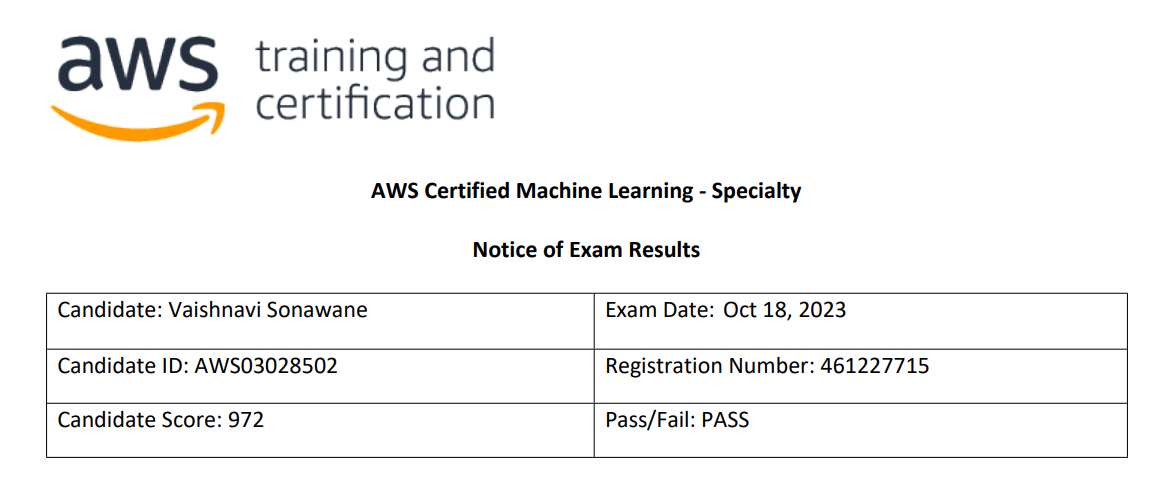 aws training and
certification
AWS Certified Machine Learning - Specialty
Notice of Exam Results
Candidate: Vaishnavi Sonawane
Exam Date: Oct 18, 2023
Candidate ID: AWS03028502
Registration Number: 461227715
Candidate Score: 972
Pass/Fail: PASS